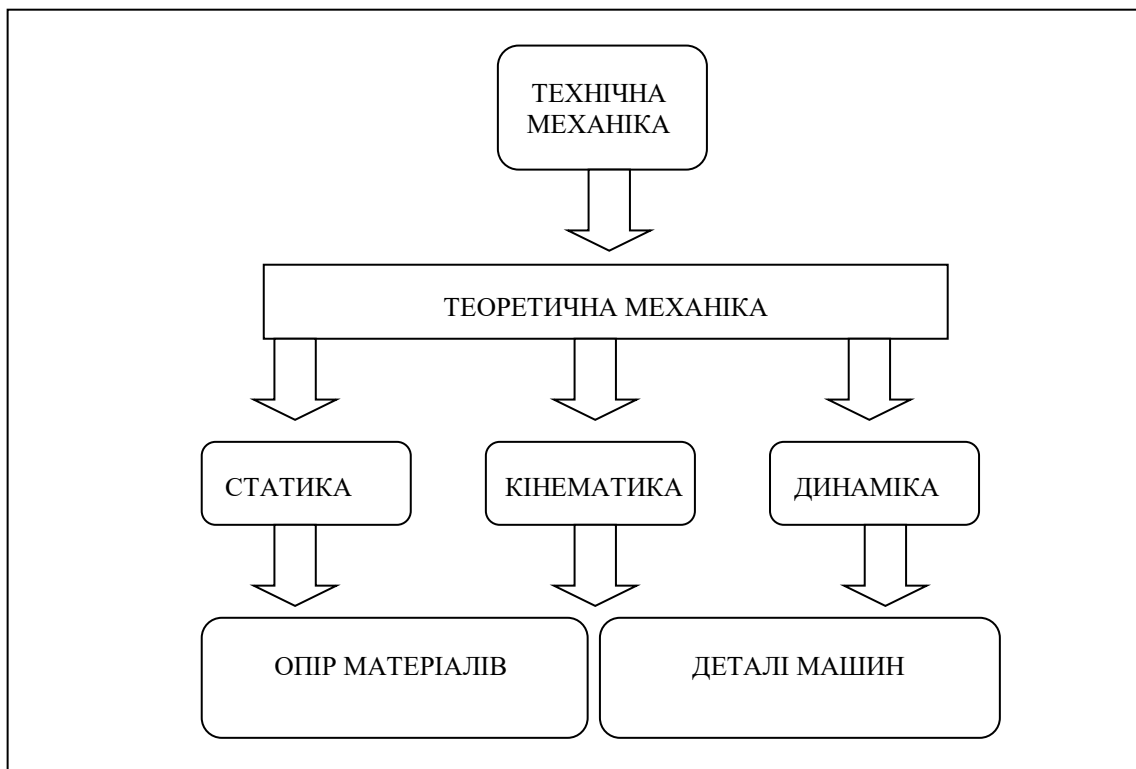 ТЕХНІЧНА
МЕХАНІКА
ТЕОРЕТИЧНА МЕХАНІКА
СТАТИКА
КІНЕМАТИКА
ДИНАМІКА
ОПІР МАТЕРІАЛІВ
ДЕТАЛІ МАШИН